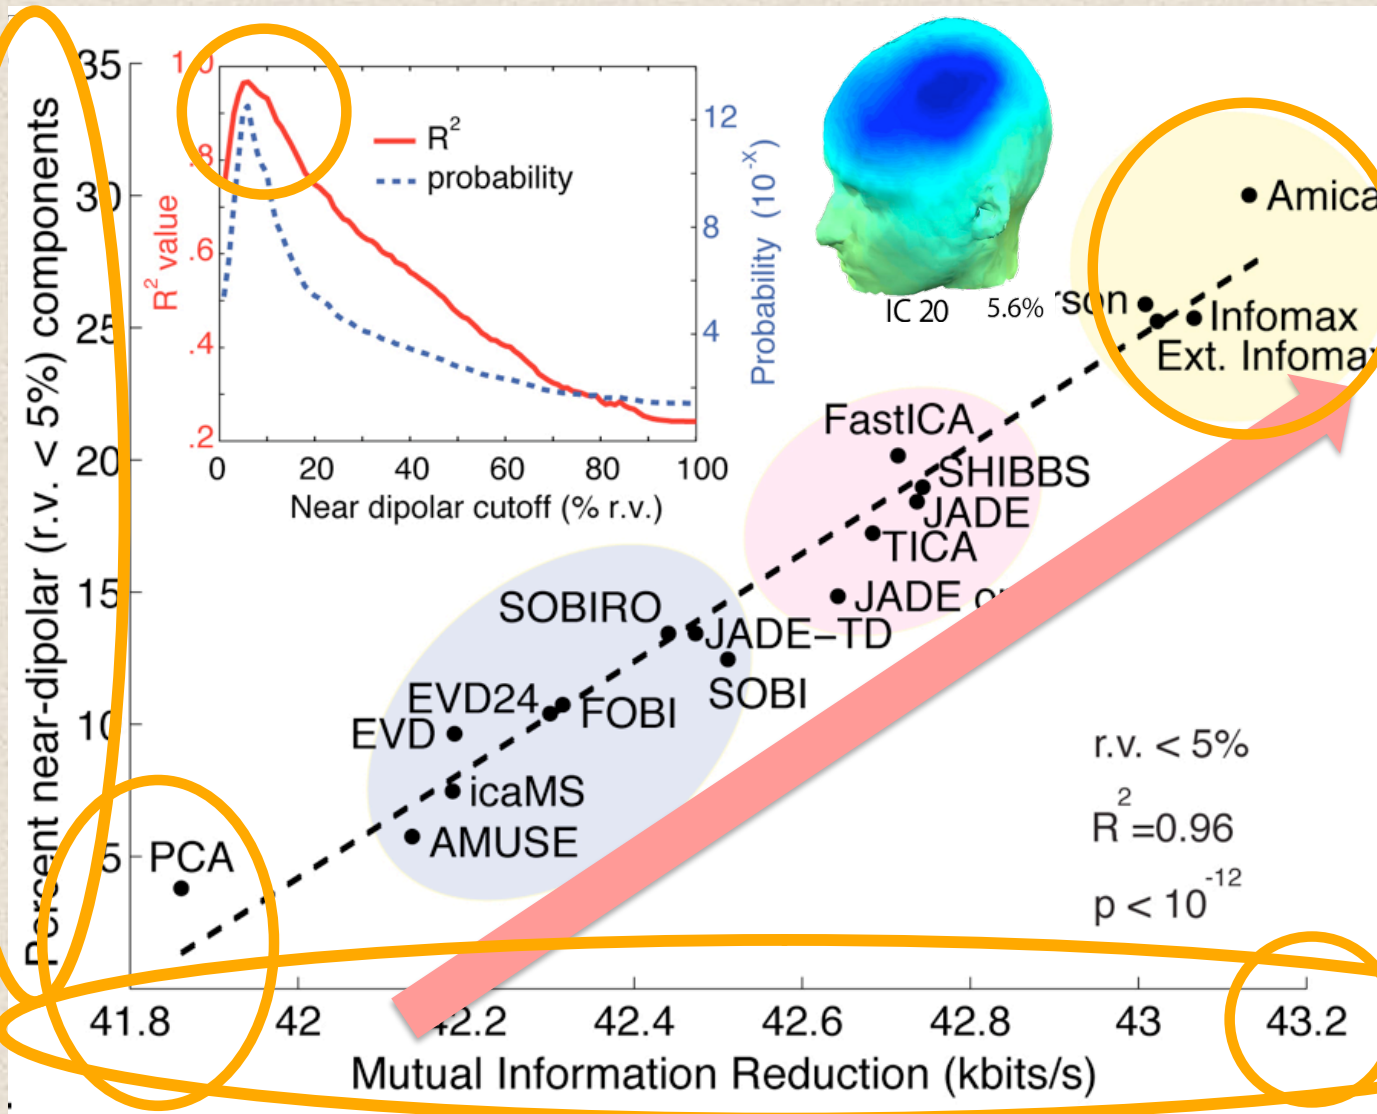 Percent near-dipolar (r.v. < 5%) components
35
30
25
20
15
10
5
1.0
.8
.6
.4
.2
R² value
R²
probability
12
8
4
Probability (10^-x)
0 20 40 60 80 100
Near dipolar cutoff (% r.v.)
IC 20 5.6%
Amica
rson
Infomax
Ext. Infomax
FastICA
SHIBBS
JADE
TICA
JADE
SOBIRO
JADE–TD
SOBI
EVD24
FOBI
EVD
icaMS
AMUSE
PCA
r.v. < 5%
R²=0.96
p < 10^-12
41.8 42 42.2 42.4 42.6 42.8 43 43.2
Mutual Information Reduction (kbits/s)